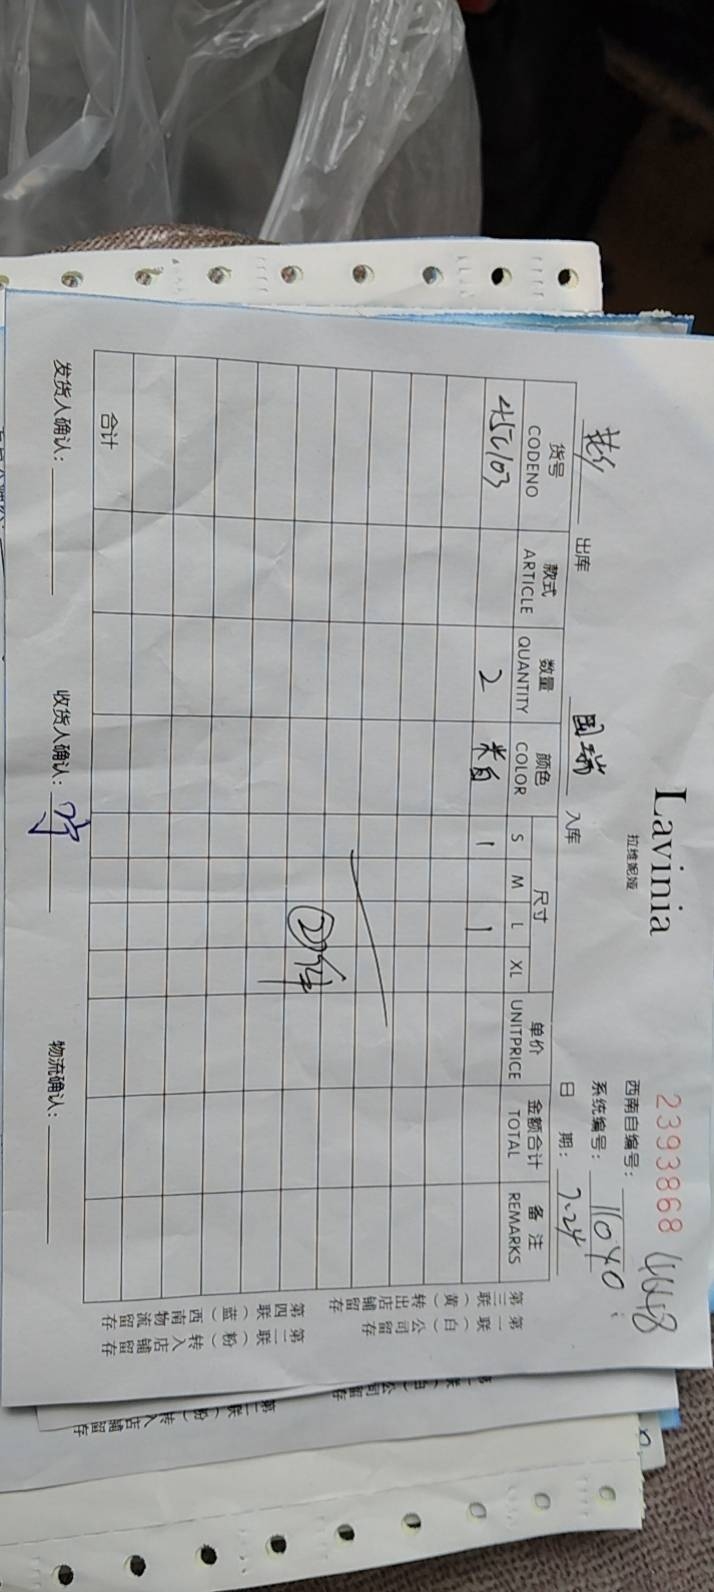 Lavinia
拉维妮娅
2393868
西南自编号：
系统编号：11040
出库 国瑞 入库 日 期：7.24
货号 款式 数量 颜色 尺寸 单价 金额合计 备 注
CODENO ARTICLE QUANTITY COLOR S M L XL UNITPRICE TOTAL REMARKS
2 米白 1 1
②件
合计
发货人确认： 收货人确认： 物流确认：
第一联（白）公司留存
第二联（粉）转入店铺留存
第三联（黄）转出店铺留存
第四联（蓝）西南物流留存